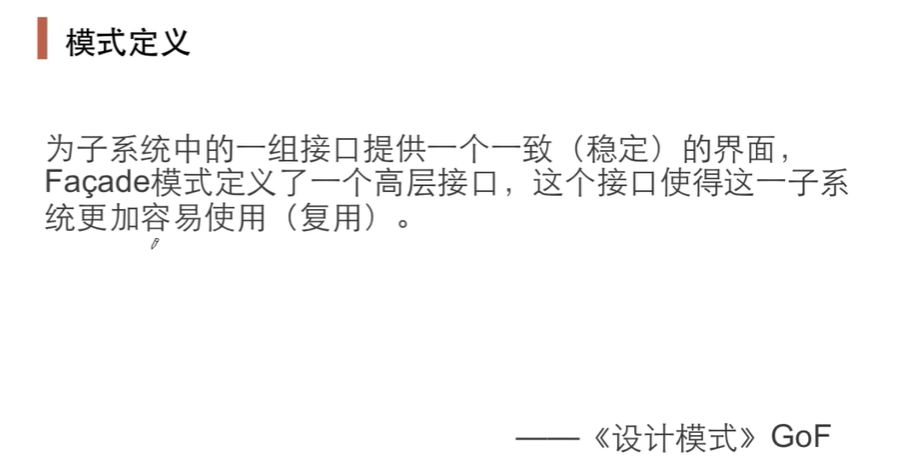 模式定义
为子系统中的一组接口提供一个一致（稳定）的界面，
Façade模式定义了一个高层接口，这个接口使得这一子系
统更加容易使用（复用）。
——《设计模式》GoF